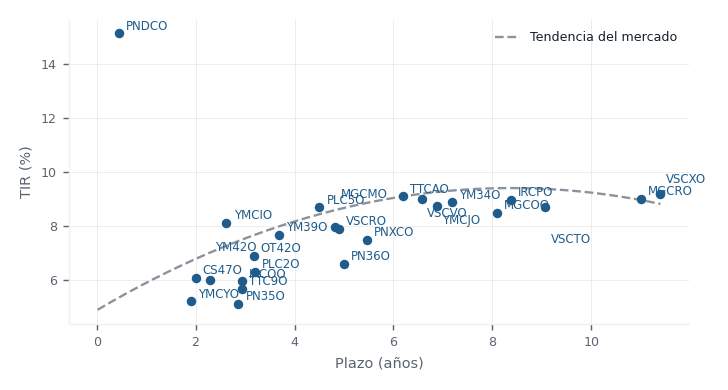 PNDCO
Tendencia del mercado
14
12
10
8
6
TIR (%)
VSCXO
MGCRO
IRCPO
YM34O
TTCAO
MGCMO
PLC5O
MGCOO
VSCVO
YMCJO
VSCTO
YMCIO
VSCRO
YM39O
PNXCO
YM42O
OT42O
PN36O
PLC2O
CS47O
TTC9O
YMCYO
PN35O
0
2
4
6
8
10
Plazo (años)